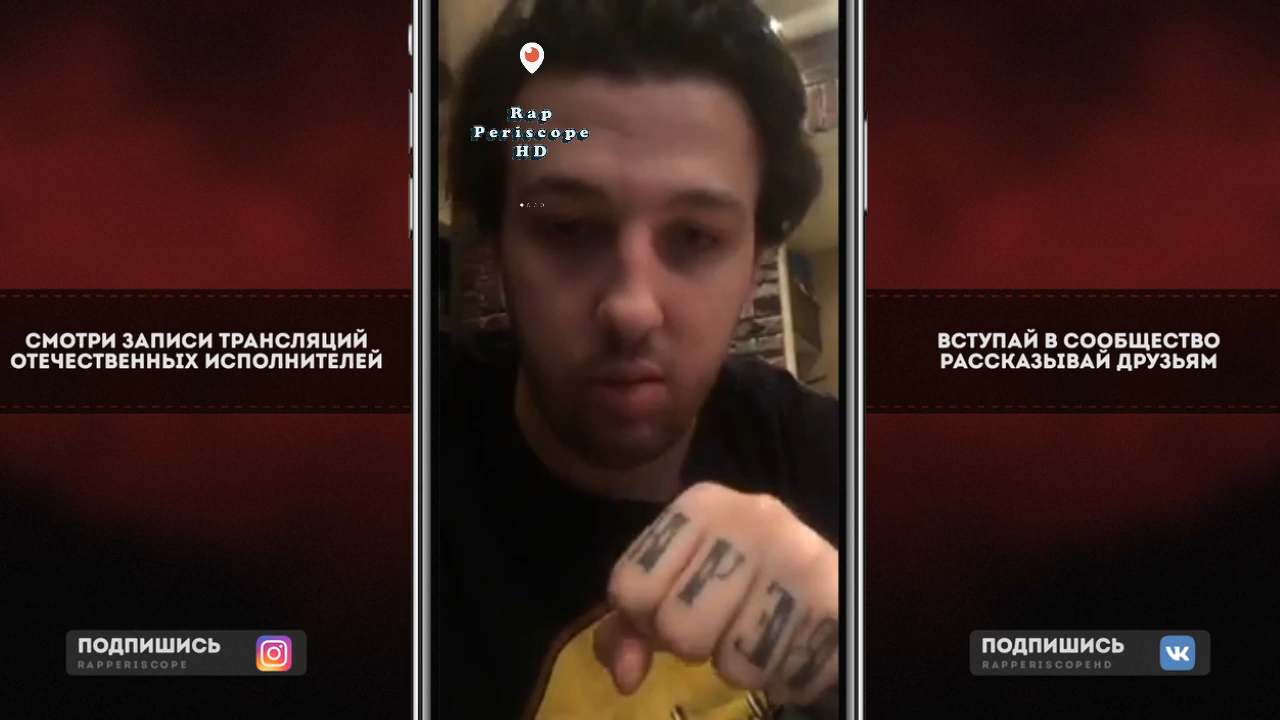 Rap
Periscope
HD
СМОТРИ ЗАПИСИ ТРАНСЛЯЦИЙ
ОТЕЧЕСТВЕННЫХ ИСПОЛНИТЕЛЕЙ
ВСТУПАЙ В СООБЩЕСТВО
РАССКАЗЫВАЙ ДРУЗЬЯМ
ПОДПИШИСЬ
RAPPERISCOPE
ПОДПИШИСЬ
RAPPERISCOPEHD